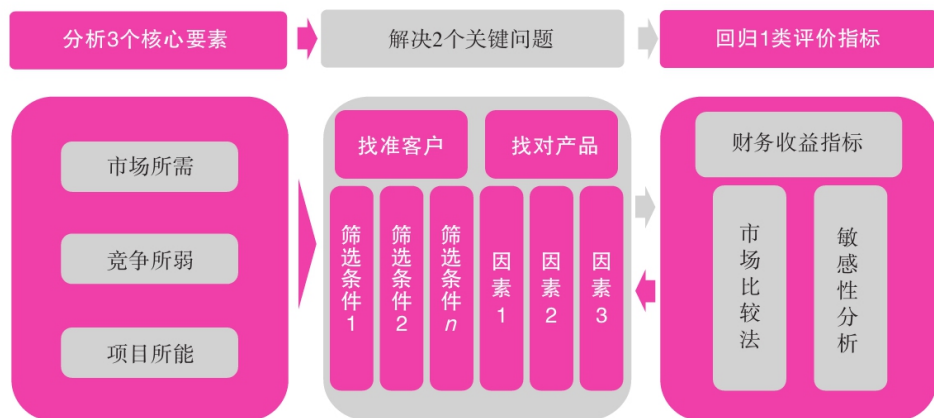 分析3个核心要素
解决2个关键问题
回归1类评价指标
市场所需
竞争所弱
项目所能
找准客户
找对产品
筛选条件1
筛选条件2
筛选条件n
因素1
因素2
因素3
财务收益指标
市场比较法
敏感性分析